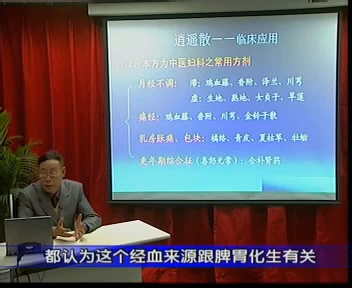 逍遥散——临床应用
2、本方为中医妇科之常用方剂
月经不调：滞：鸡血藤、香附、泽兰、川芎
虚：生地、熟地、女贞子、旱莲
痛经：鸡血藤、香附、川芎、金铃子散
乳房胀痛、包块：橘络、青皮、夏枯草、牡蛎
更年期综合征（喜怒无常）：合补肾药
都认为这个经血来源跟脾胃化生有关